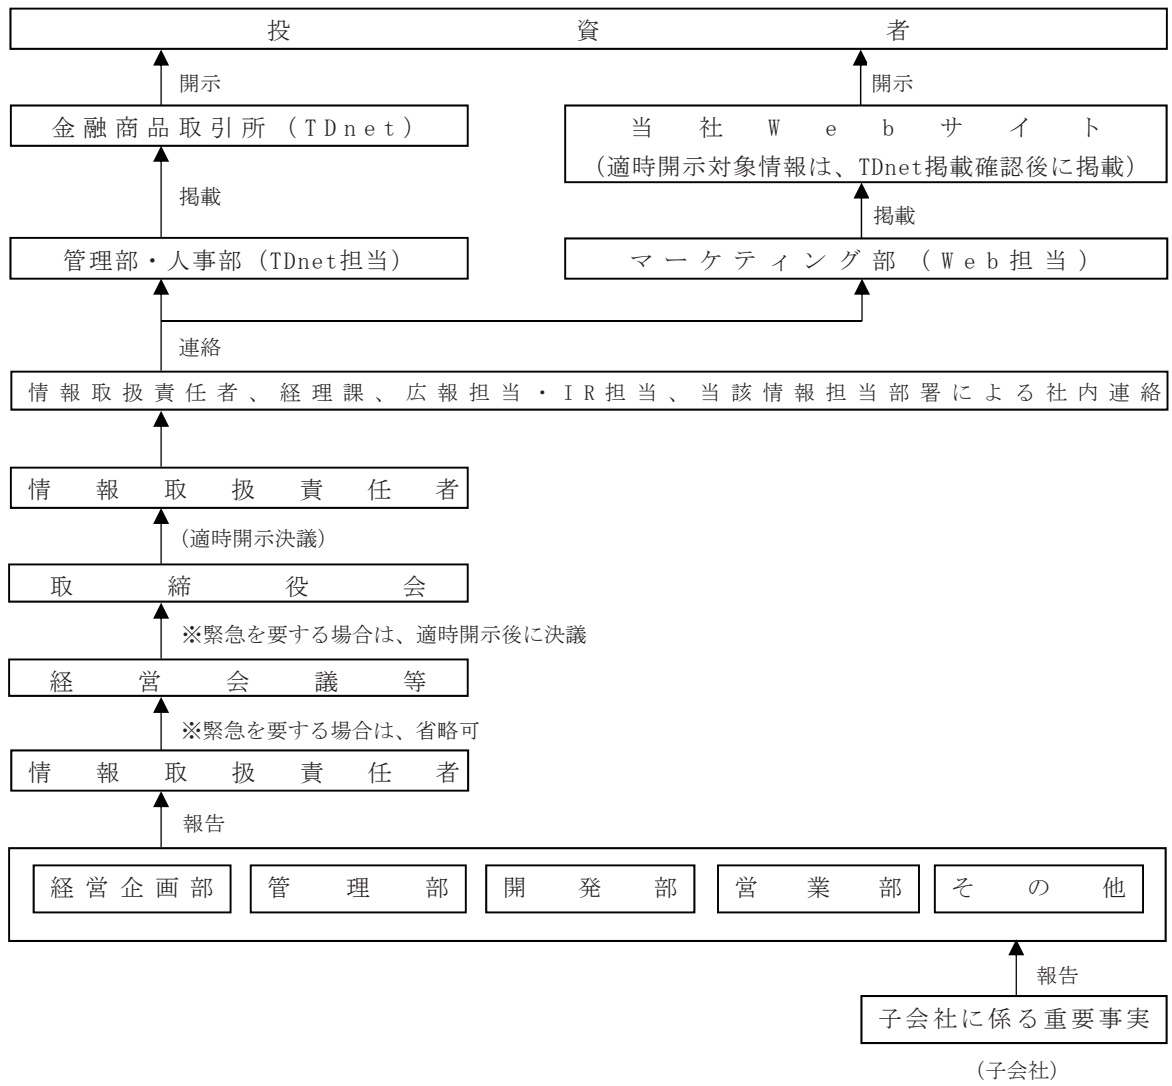 投資者
開示
開示
金融商品取引所（TDnet）
当社Webサイト
(適時開示対象情報は、TDnet掲載確認後に掲載)
掲載
掲載
管理部・人事部（TDnet担当）
マーケティング部（Web担当）
連絡
情報取扱責任者、経理課、広報担当・IR担当、当該情報担当部署による社内連絡
情報取扱責任者
(適時開示決議)
取締役会
※緊急を要する場合は、適時開示後に決議
経営会議等
※緊急を要する場合は、省略可
情報取扱責任者
報告
経営企画部
管理部
開発部
営業部
その他
報告
子会社に係る重要事実
(子会社)